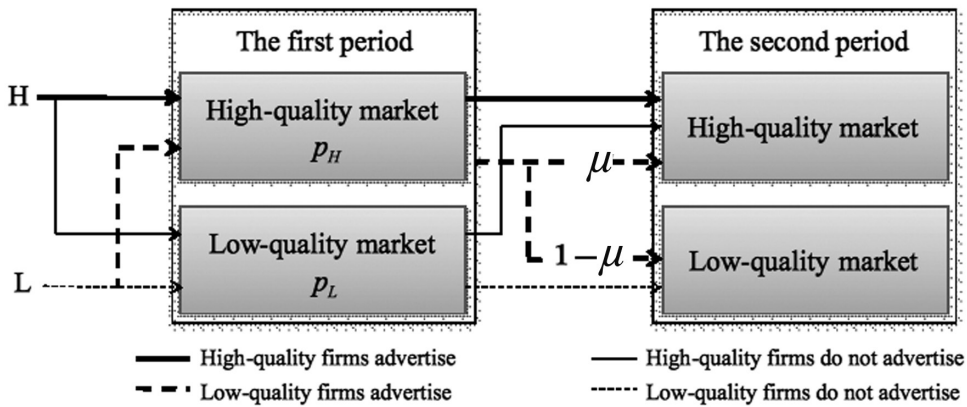 The first period
The second period
H
High-quality market
p_H
High-quality market
μ
Low-quality market
p_L
1-μ
Low-quality market
L
High-quality firms advertise
High-quality firms do not advertise
Low-quality firms advertise
Low-quality firms do not advertise